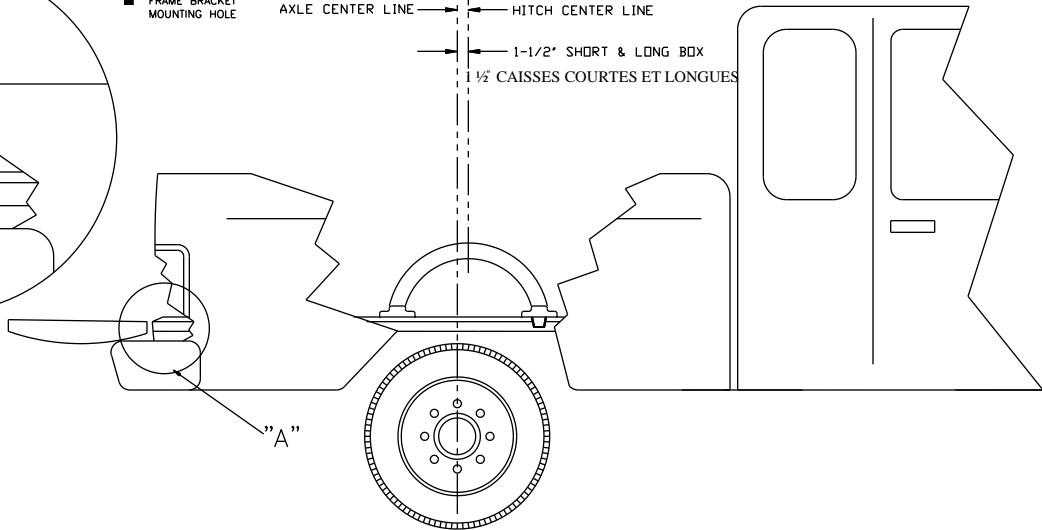 FRAME BRACKET
MOUNTING HOLE
AXLE CENTER LINE
HITCH CENTER LINE
1-1/2" SHORT & LONG BOX
1 ½" CAISSES COURTES ET LONGUES
"A"